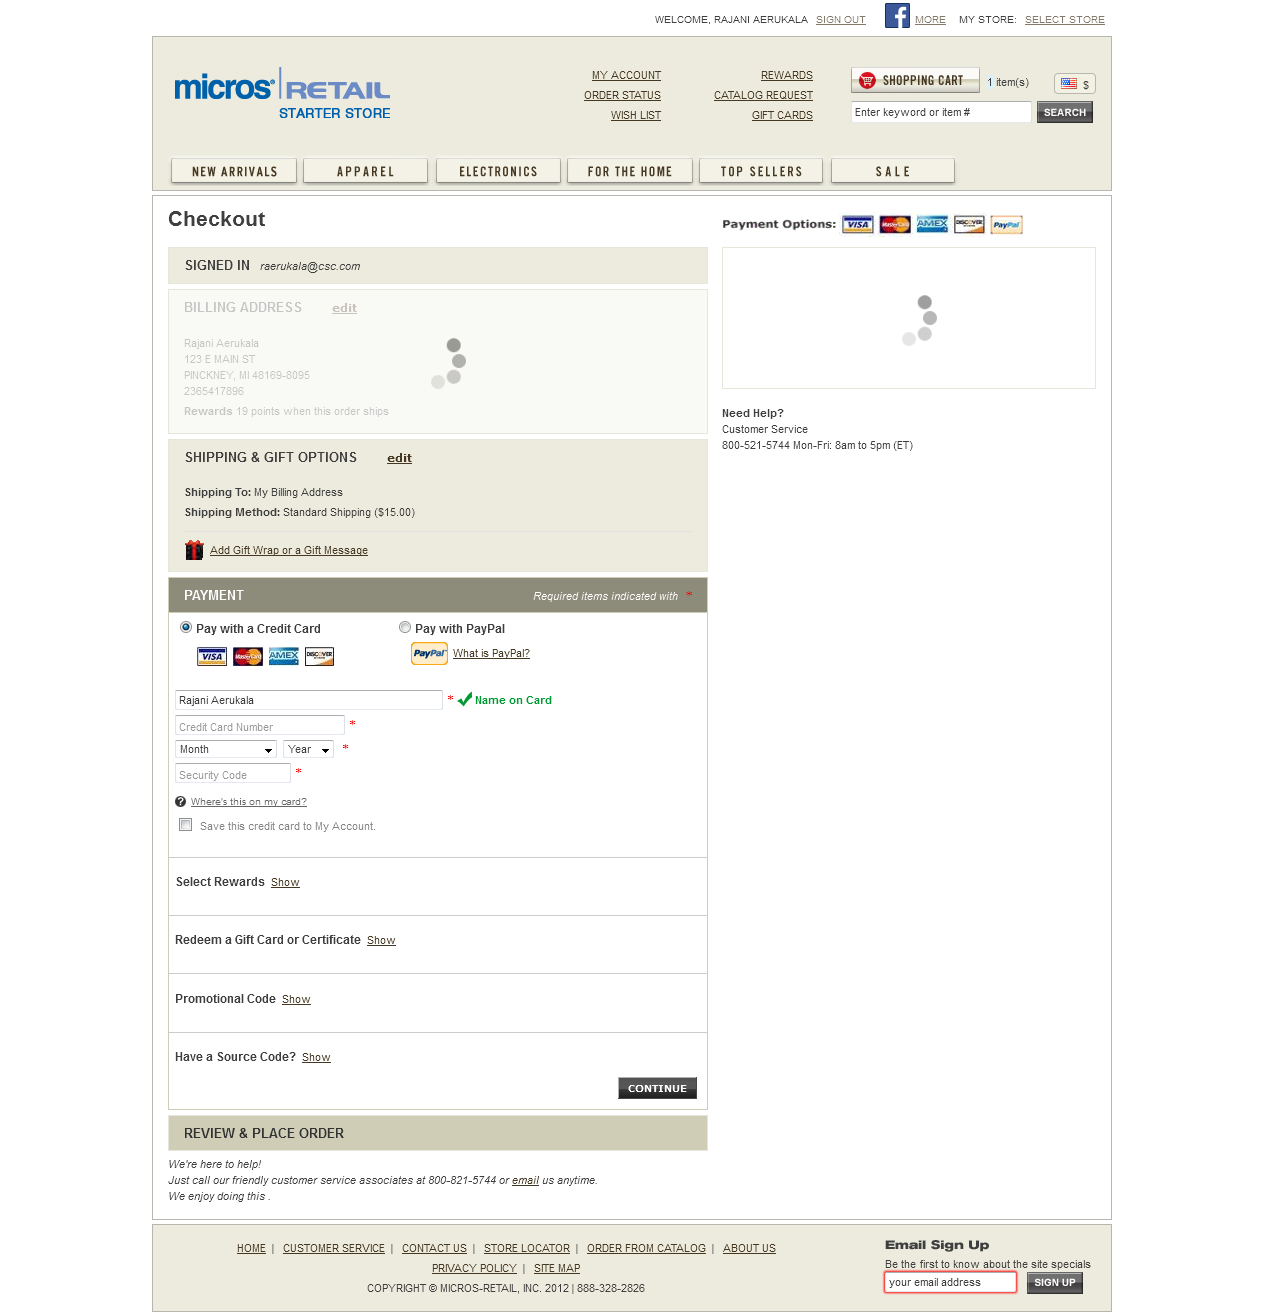 WELCOME, RAJANI AERUKALA SIGN OUT MORE MY STORE: SELECT STORE
micros® RETAIL
STARTER STORE
MY ACCOUNT REWARDS SHOPPING CART 1 item(s) $
ORDER STATUS CATALOG REQUEST
WISH LIST GIFT CARDS Enter keyword or item # SEARCH
NEW ARRIVALS APPAREL ELECTRONICS FOR THE HOME TOP SELLERS SALE
Checkout
Payment Options: VISA MasterCard AMEX DISCOVER PayPal
SIGNED IN raerukala@csc.com
BILLING ADDRESS edit
Rajani Aerukala
123 E MAIN ST
PINCKNEY, MI 48169-8095
2365417896
Rewards 19 points when this order ships
Need Help?
Customer Service
800-521-5744 Mon-Fri: 8am to 5pm (ET)
SHIPPING & GIFT OPTIONS edit
Shipping To: My Billing Address
Shipping Method: Standard Shipping ($15.00)
Add Gift Wrap or a Gift Message
PAYMENT Required items indicated with *
Pay with a Credit Card Pay with PayPal
VISA MasterCard AMEX DISCOVER PayPal What is PayPal?
Rajani Aerukala * Name on Card
Credit Card Number *
Month Year *
Security Code *
? Where's this on my card?
Save this credit card to My Account.
Select Rewards Show
Redeem a Gift Card or Certificate Show
Promotional Code Show
Have a Source Code? Show
CONTINUE
REVIEW & PLACE ORDER
We're here to help!
Just call our friendly customer service associates at 800-821-5744 or email us anytime.
We enjoy doing this .
HOME | CUSTOMER SERVICE | CONTACT US | STORE LOCATOR | ORDER FROM CATALOG | ABOUT US
PRIVACY POLICY | SITE MAP
COPYRIGHT © MICROS-RETAIL, INC. 2012 | 888-328-2826
Email Sign Up
Be the first to know about the site specials
your email address SIGN UP